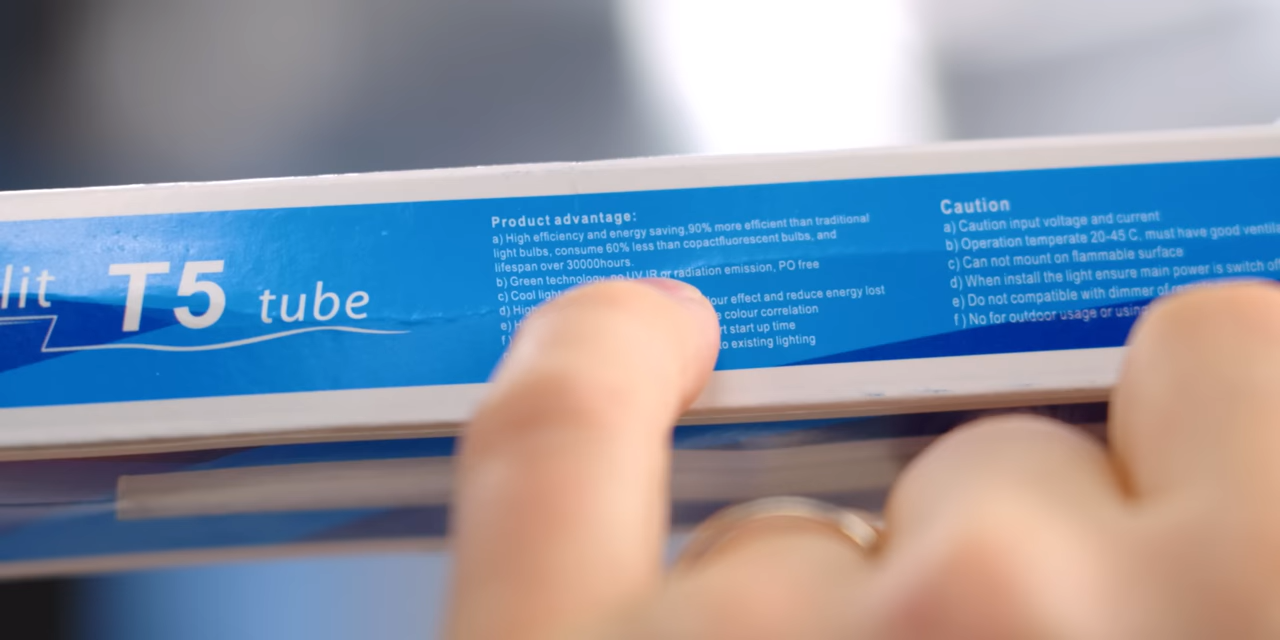 lit T5 tube
Product advantage:
a) High efficiency and energy saving,90% more efficient than traditional
light bulbs, consume 60% less than copactfluorescent bulbs, and
lifespan over 30000hours.
b) Green technology, no UV IR or radiation emission, PO free
c) Cool light
our effect and reduce energy lost
d) High
e colour correlation
e)
rt start up time
f)
to existing lighting
Caution
a) Caution input voltage and current
b) Operation temperate 20-45 C, must have good
c) Can not mount on flammable surface
d) When install the light ensure main power is switch
e) Do not compatible with dimmer of
f ) No for outdoor usage or using